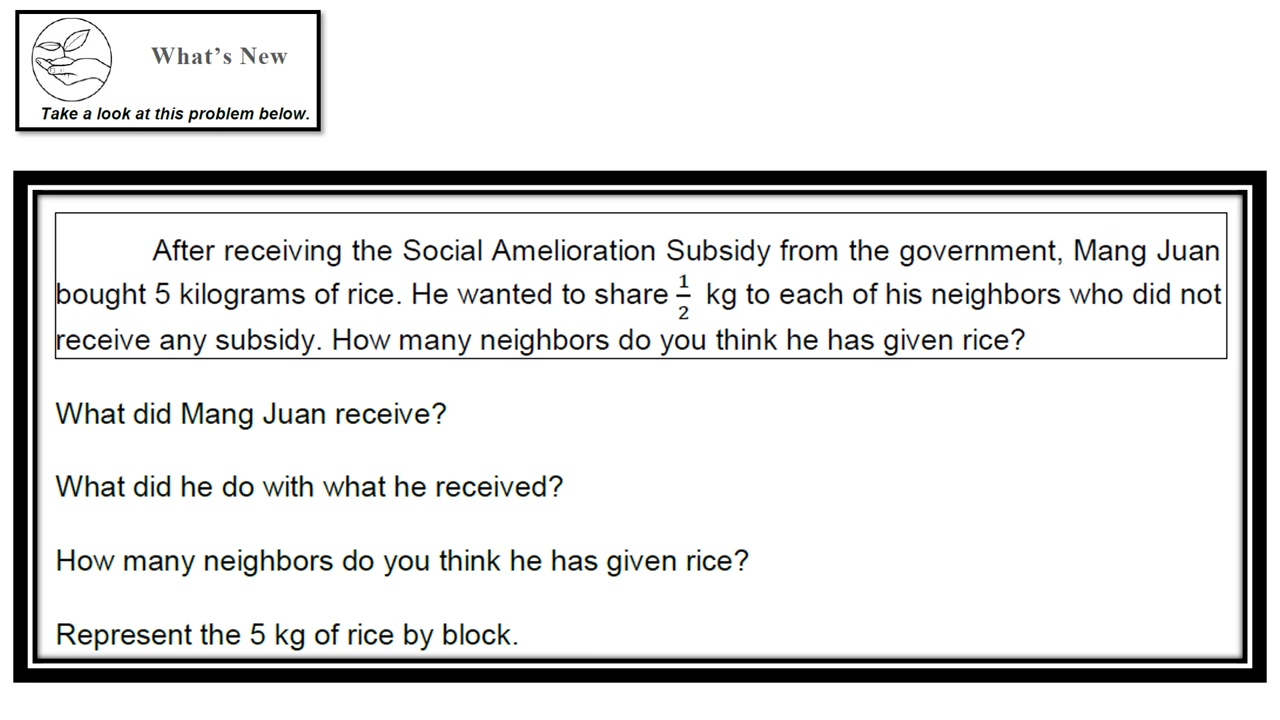 What's New
Take a look at this problem below.
After receiving the Social Amelioration Subsidy from the government, Mang Juan
bought 5 kilograms of rice. He wanted to share 1/2 kg to each of his neighbors who did not
receive any subsidy. How many neighbors do you think he has given rice?
What did Mang Juan receive?
What did he do with what he received?
How many neighbors do you think he has given rice?
Represent the 5 kg of rice by block.